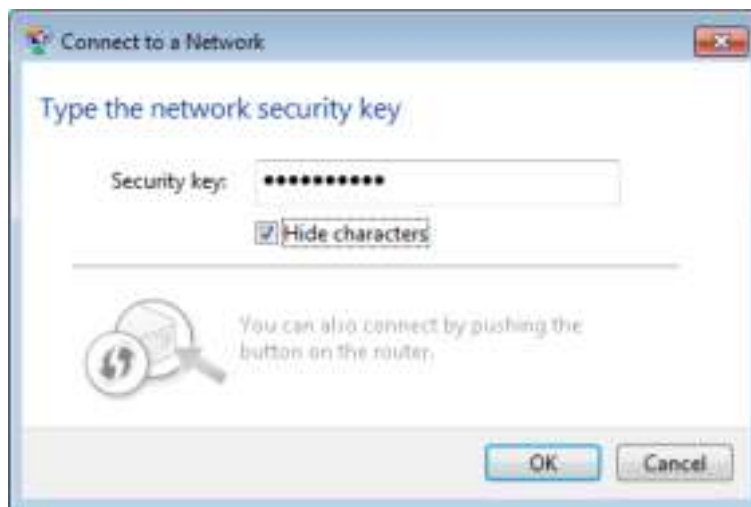 Connect to a Network
Type the network security key
Security key: ••••••••••
Hide characters
You can also connect by pushing the
button on the router.
OK Cancel